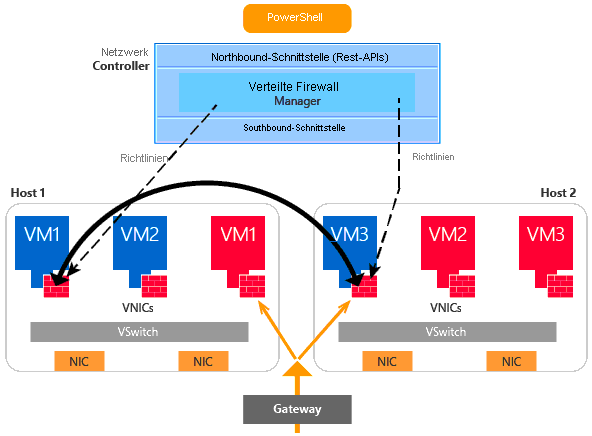 PowerShell
Netzwerk
Controller
Northbound-Schnittstelle (Rest-APIs)
Verteilte Firewall
Manager
Southbound-Schnittstelle
Richtlinien
Richtlinien
Host 1
Host 2
VM1
VM2
VM1
VM3
VM2
VM3
VNICs
VNICs
VSwitch
VSwitch
NIC
NIC
NIC
NIC
Gateway